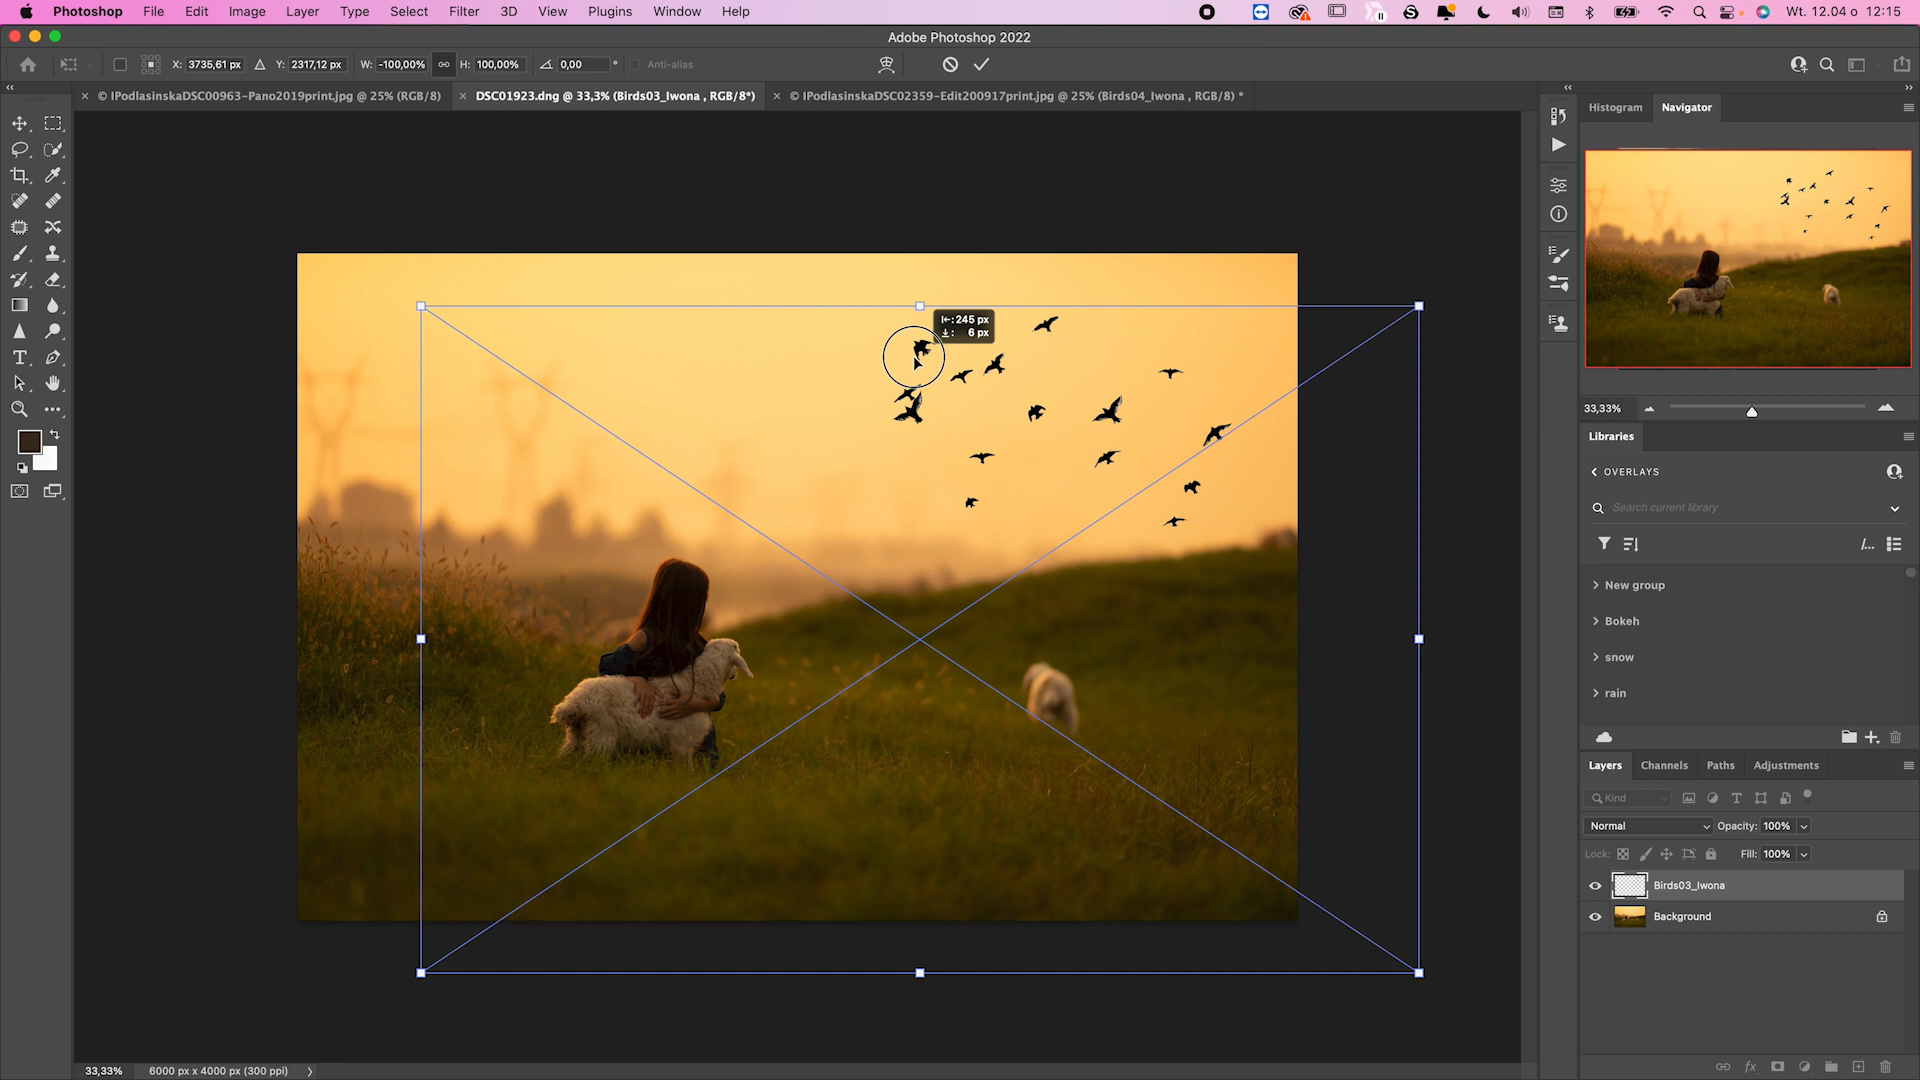 Photoshop File Edit Image Layer Type Select Filter 3D View Plugins Window Help Wt. 12.04 o 12:15
Adobe Photoshop 2022
X: 3735,61 px Y: 2317,12 px W: -100,00% H: 100,00% 0,00 ° Anti-alias
© IPodlasinskaDSC00963-Pano2019print.jpg @ 25% (RGB/8) DSC01923.dng @ 33,3% (Birds03_Iwona , RGB/8*) © IPodlasinskaDSC02359-Edit200917print.jpg @ 25% (Birds04_Iwona , RGB/8) *
Histogram Navigator
245 px
6 px
33,33%
Libraries
OVERLAYS
Search current library
New group
Bokeh
snow
rain
Layers Channels Paths Adjustments
Kind
Normal Opacity: 100%
Lock: Fill: 100%
Birds03_Iwona
Background
33,33% 6000 px x 4000 px (300 ppi)